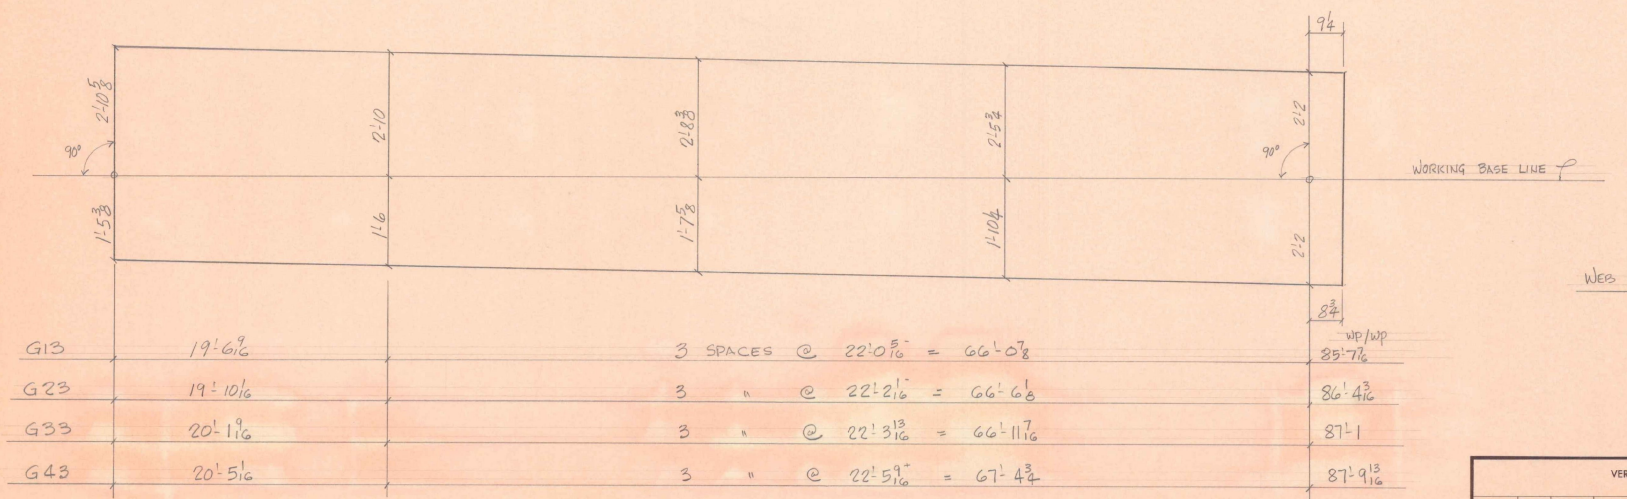 9¼
2'-10⅝ 2'-10 2'-8⅜ 2'-5¾ 2'-2
90° 90°
WORKING BASE LINE
1'-5⅜ 1'-6 1'-7⅝ 1'-10¼ 2'-2
WEB
8¾
WP/WP
G13 19'-6 9/16 3 SPACES @ 22'-0 5/16- = 66'-0⅞ 85'-7 7/16
G23 19'-10 1/16 3 " @ 22'-2 1/16- = 66'-6⅛ 86'-4 3/16
G33 20'-1 9/16 3 " @ 22'-3 13/16 = 66'-11 7/16 87'-1
G43 20'-5 1/16 3 " @ 22'-5 9/16+ = 67'-4¾ 87'-9 13/16
VER